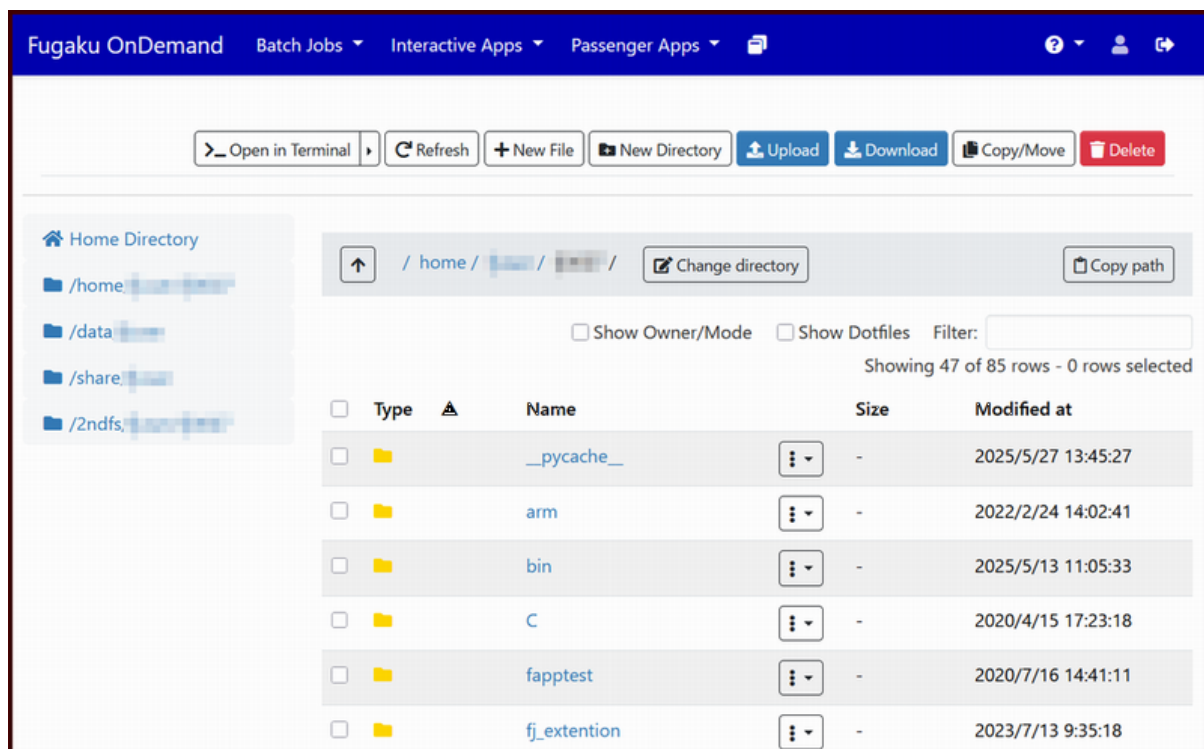 Fugaku OnDemand Batch Jobs Interactive Apps Passenger Apps
Open in Terminal Refresh New File New Directory Upload Download Copy/Move Delete
Home Directory
/home/
/data/
/share/
/2ndfs/
/ home / / / Change directory Copy path
Show Owner/Mode Show Dotfiles Filter:
Showing 47 of 85 rows - 0 rows selected
Type Name Size Modified at
__pycache__ - 2025/5/27 13:45:27
arm - 2022/2/24 14:02:41
bin - 2025/5/13 11:05:33
C - 2020/4/15 17:23:18
fapptest - 2020/7/16 14:41:11
fj_extention - 2023/7/13 9:35:18